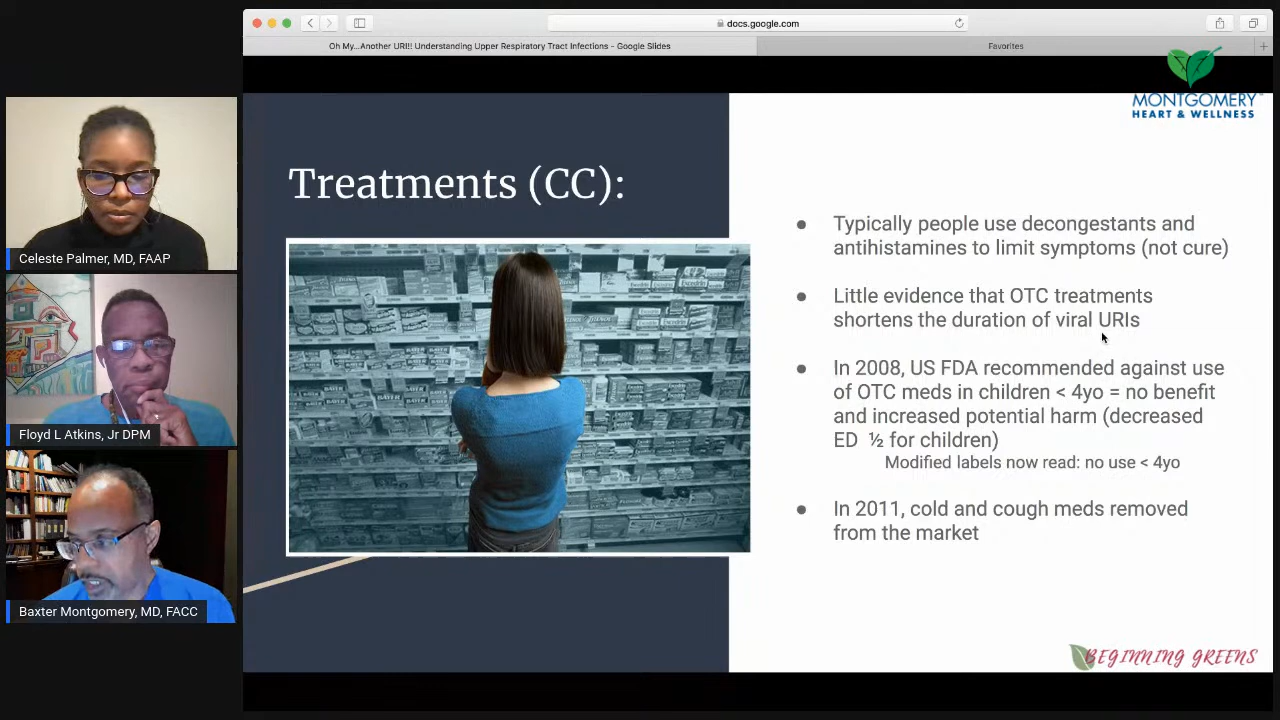 docs.google.com
Oh My...Another URI!! Understanding Upper Respiratory Tract Infections - Google Slides
Favorites
MONTGOMERY
HEART & WELLNESS
Celeste Palmer, MD, FAAP
Floyd L Atkins, Jr DPM
Baxter Montgomery, MD, FACC
Treatments (CC):
● Typically people use decongestants and
antihistamines to limit symptoms (not cure)
● Little evidence that OTC treatments
shortens the duration of viral URIs
● In 2008, US FDA recommended against use
of OTC meds in children < 4yo = no benefit
and increased potential harm (decreased
ED ½ for children)
Modified labels now read: no use < 4yo
● In 2011, cold and cough meds removed
from the market
BEGINNING GREENS